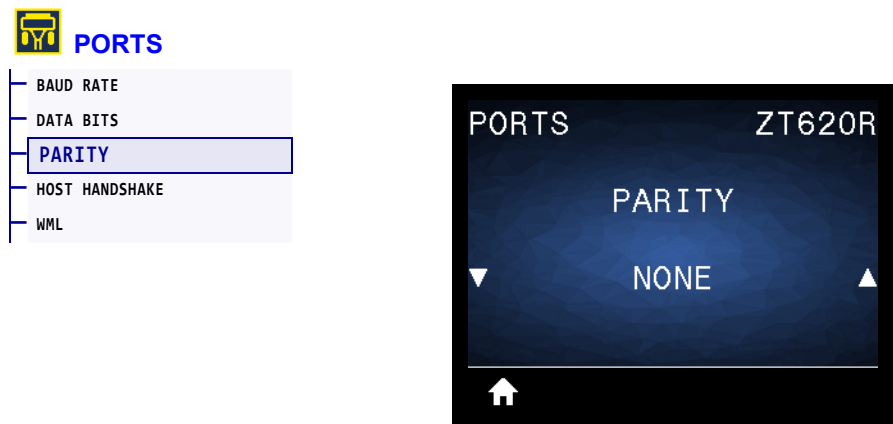 PORTS
BAUD RATE
DATA BITS
PARITY
HOST HANDSHAKE
WML
PORTS ZT620R
PARITY
NONE